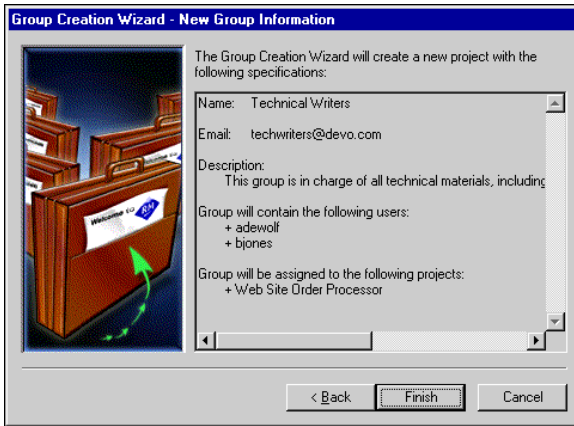 Group Creation Wizard - New Group Information
The Group Creation Wizard will create a new project with the
following specifications:
Name: Technical Writers
Email: techwriters@devo.com
Description:
This group is in charge of all technical materials, including
Group will contain the following users:
+ adewolf
+ bjones
Group will be assigned to the following projects:
+ Web Site Order Processor
Welcome to RM
< Back
Finish
Cancel